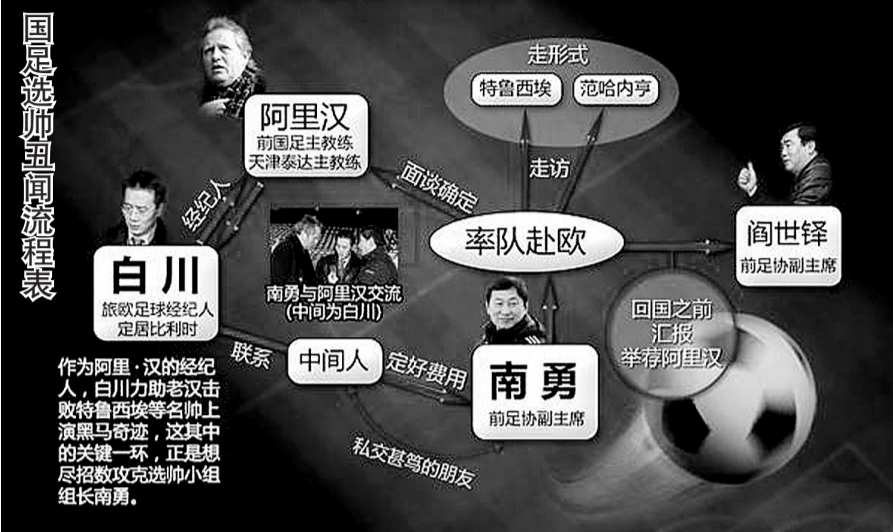 国足选帅丑闻流程表
走形式
特鲁西埃
范哈内亨
阿里汉
前国足主教练
天津泰达主教练
经纪人
面谈确定
走访
率队赴欧
阎世铎
前足协副主席
白川
旅欧足球经纪人
定居比利时
南勇与阿里汉交流
(中间为白川)
回国之前
汇报
举荐阿里汉
联系
中间人
定好费用
南勇
前足协副主席
私交甚笃的朋友
作为阿里·汉的经纪
人，白川力助老汉击
败特鲁西埃等名帅上
演黑马奇迹，这其中
的关键一环，正是想
尽招数攻克选帅小组
组长南勇。